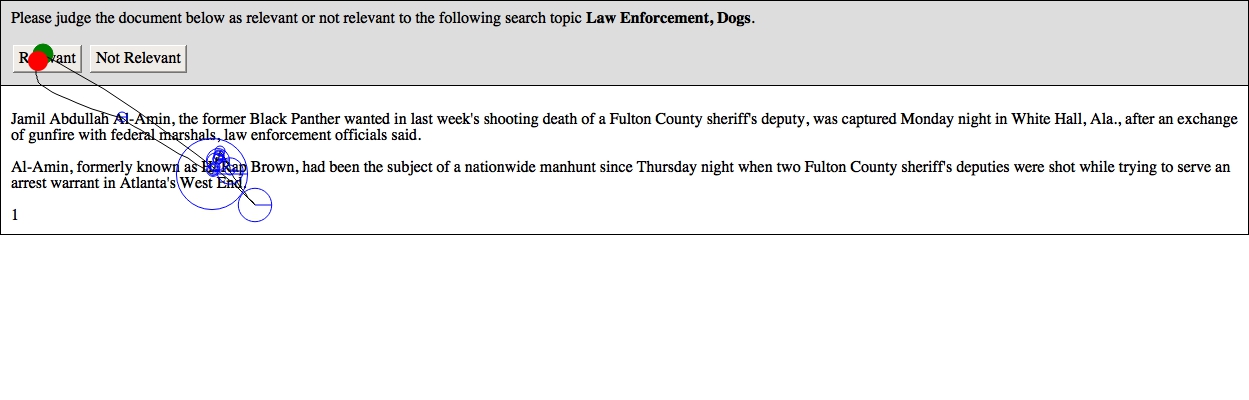 Please judge the document below as relevant or not relevant to the following search topic Law Enforcement, Dogs.
Relevant Not Relevant
Jamil Abdullah Al-Amin, the former Black Panther wanted in last week's shooting death of a Fulton County sheriff's deputy, was captured Monday night in White Hall, Ala., after an exchange
of gunfire with federal marshals, law enforcement officials said.
Al-Amin, formerly known as H. Rap Brown, had been the subject of a nationwide manhunt since Thursday night when two Fulton County sheriff's deputies were shot while trying to serve an
arrest warrant in Atlanta's West End.
1